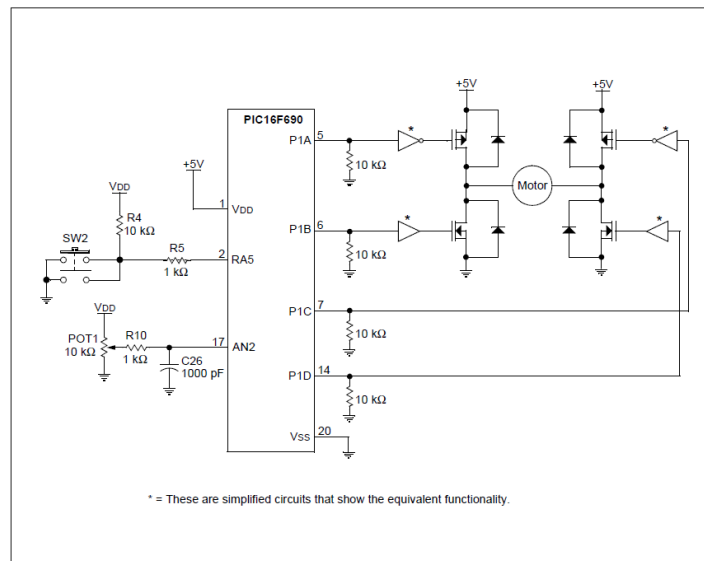 +5V
+5V
PIC16F690
P1A
5
*
*
10 kΩ
+5V
Motor
VDD
1
VDD
R4
10 kΩ
P1B
6
*
*
SW2
R5
1 kΩ
2
RA5
10 kΩ
VDD
P1C
7
POT1
10 kΩ
R10
1 kΩ
17
AN2
10 kΩ
C26
1000 pF
P1D
14
10 kΩ
VSS
20
* = These are simplified circuits that show the equivalent functionality.